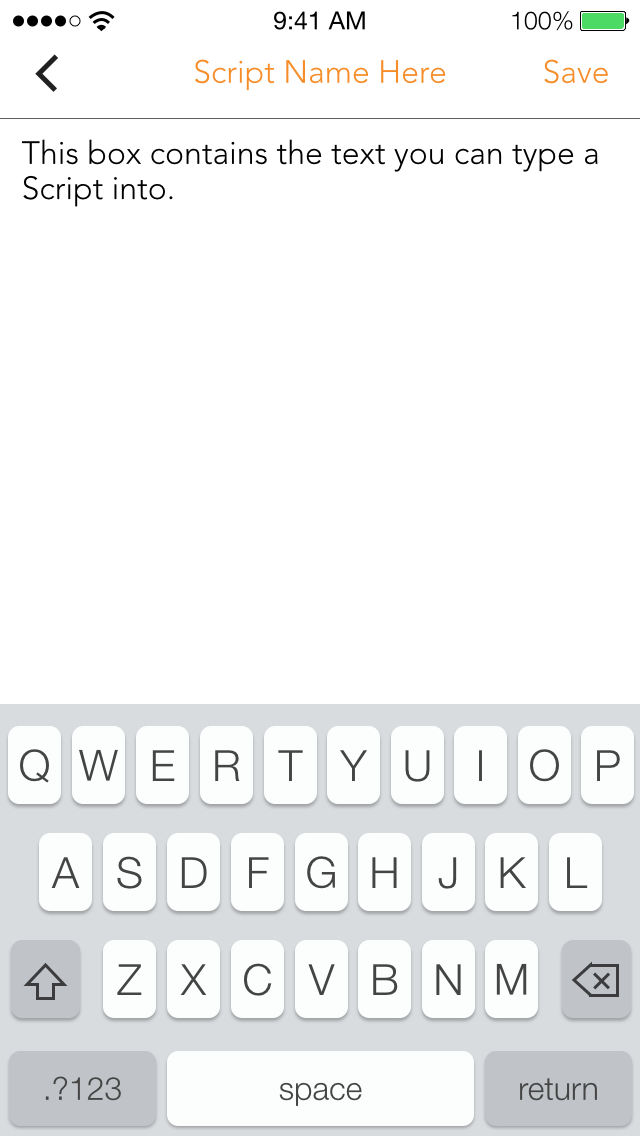 9:41 AM 100%
Script Name Here Save
This box contains the text you can type a
Script into.
Q W E R T Y U I O P
A S D F G H J K L
Z X C V B N M
.?123 space return